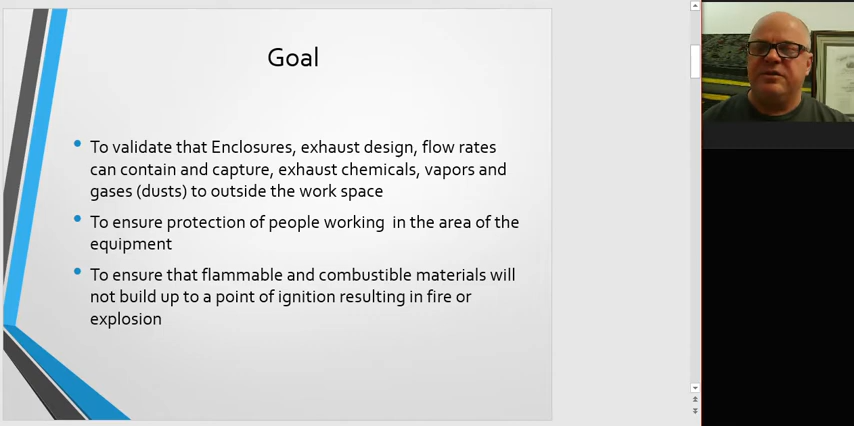 Goal
To validate that Enclosures, exhaust design, flow rates
can contain and capture, exhaust chemicals, vapors and
gases (dusts) to outside the work space
To ensure protection of people working in the area of the
equipment
To ensure that flammable and combustible materials will
not build up to a point of ignition resulting in fire or
explosion